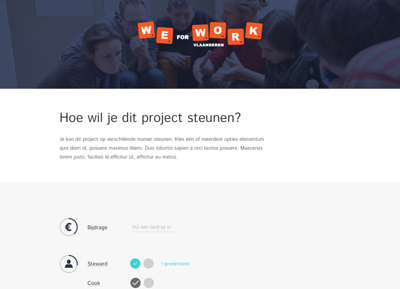 WE FOR WORK
VLAANDEREN
Hoe wil je dit project steunen?
Je kan dit project op verschillende manier steunen. Kies één of meerdere opties elementum
quis diam id, posuere maximus libero. Duis lobortis sapien a orci lacinia posuere. Maecenas
lorem justo, facilisis id efficitur ut, efficitur eu metus.
€ Bijdrage Vul een bedrag in
Steward 1 geselecteerd
Cook